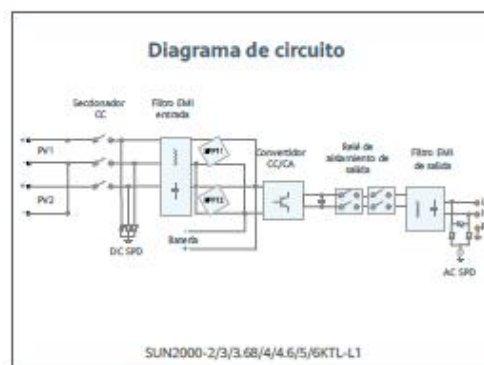 Diagrama de circuito
Seccionador
CC
Filtro EMI
entrada
PV1
PV2
DC SPD
MPPT1
MPPT2
Batería
Convertidor
CC/CA
Relé de
aislamiento de
salida
Filtro EMI
de salida
AC SPD
SUN2000-2/3/3.68/4/4.6/5/6KTL-L1